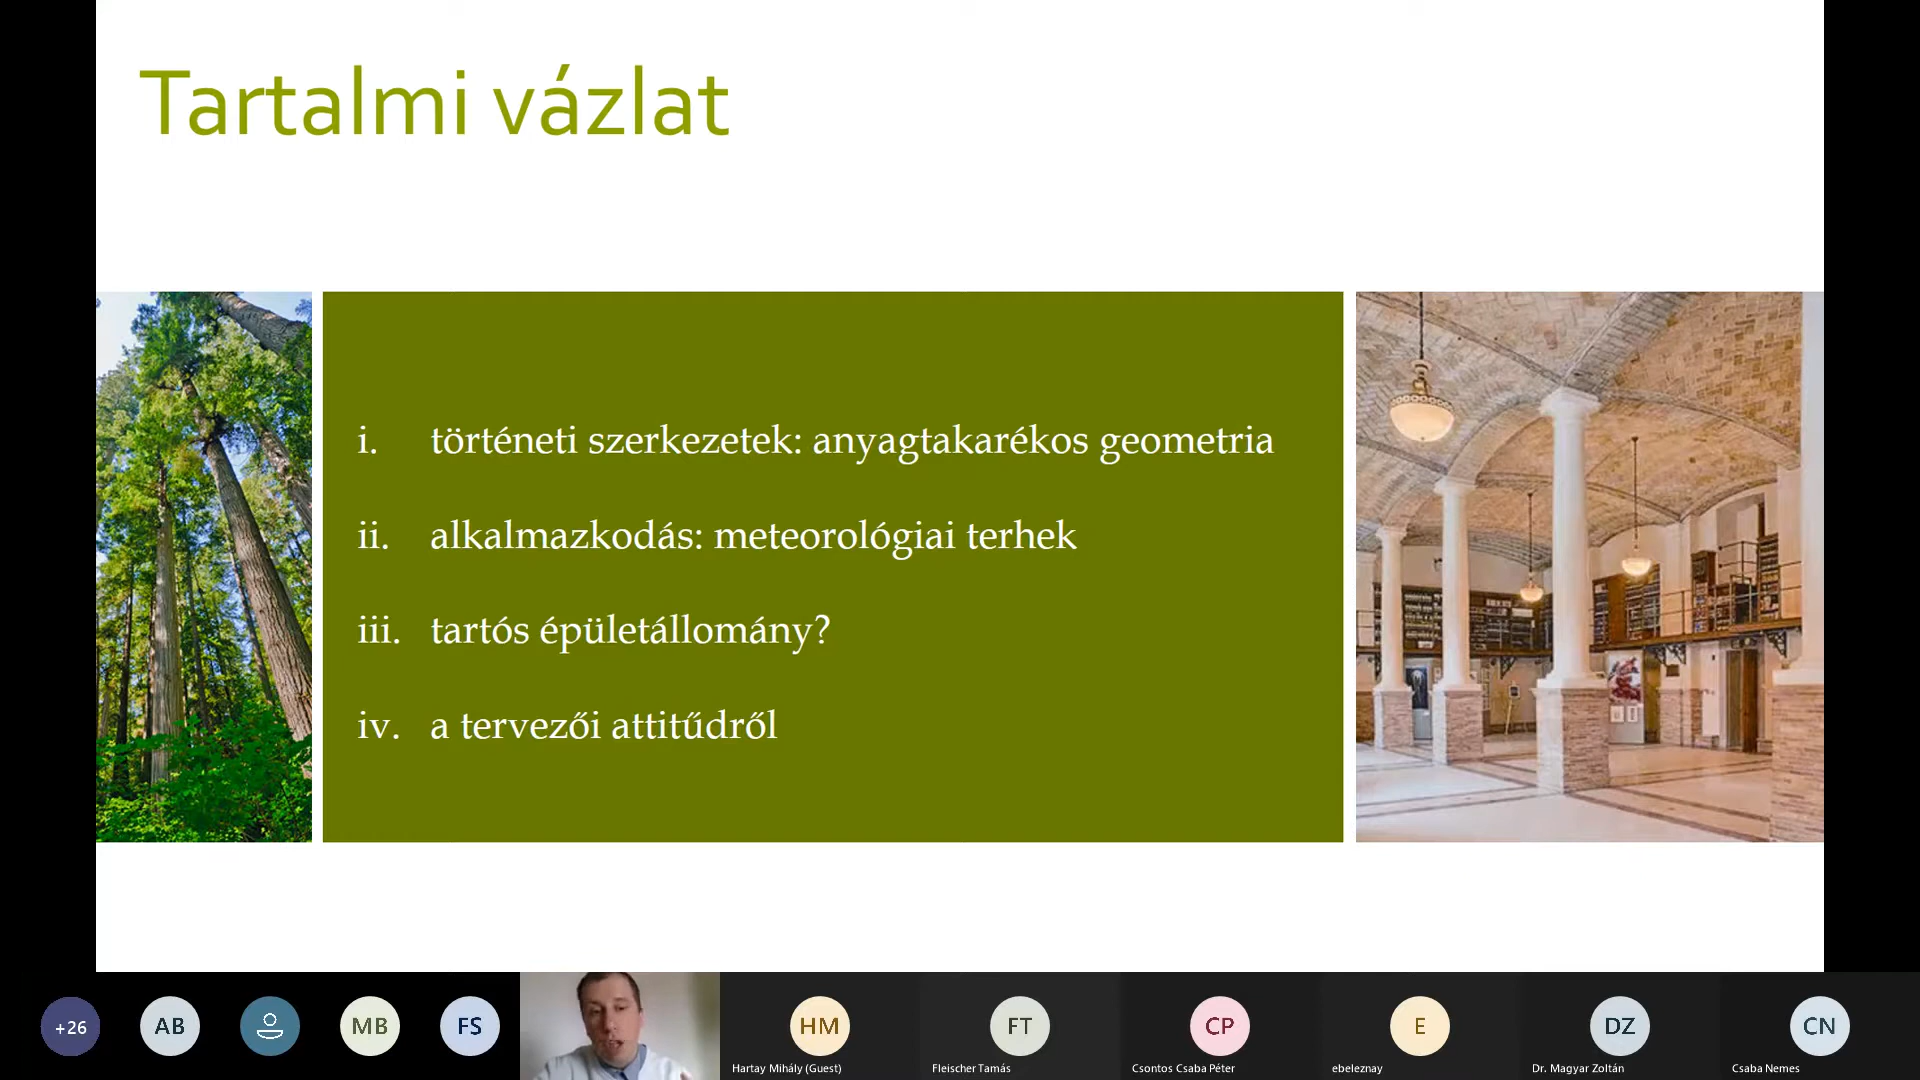 Tartalmi vázlat
i. történeti szerkezetek: anyagtakarékos geometria
ii. alkalmazkodás: meteorológiai terhek
iii. tartós épületállomány?
iv. a tervezői attitűdről
+26
AB
MB
FS
HM
FT
CP
E
DZ
CN
Hartay Mihály (Guest)
Fleischer Tamás
Csontos Csaba Péter
ebeleznay
Dr. Magyar Zoltán
Csaba Nemes